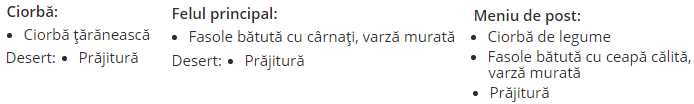 Ciorbă:
• Ciorbă ţărănească
Desert: • Prăjitură
Felul principal:
• Fasole bătută cu cârnaţi, varză murată
Desert: • Prăjitură
Meniu de post:
• Ciorbă de legume
• Fasole bătută cu ceapă călită,
varză murată
• Prăjitură